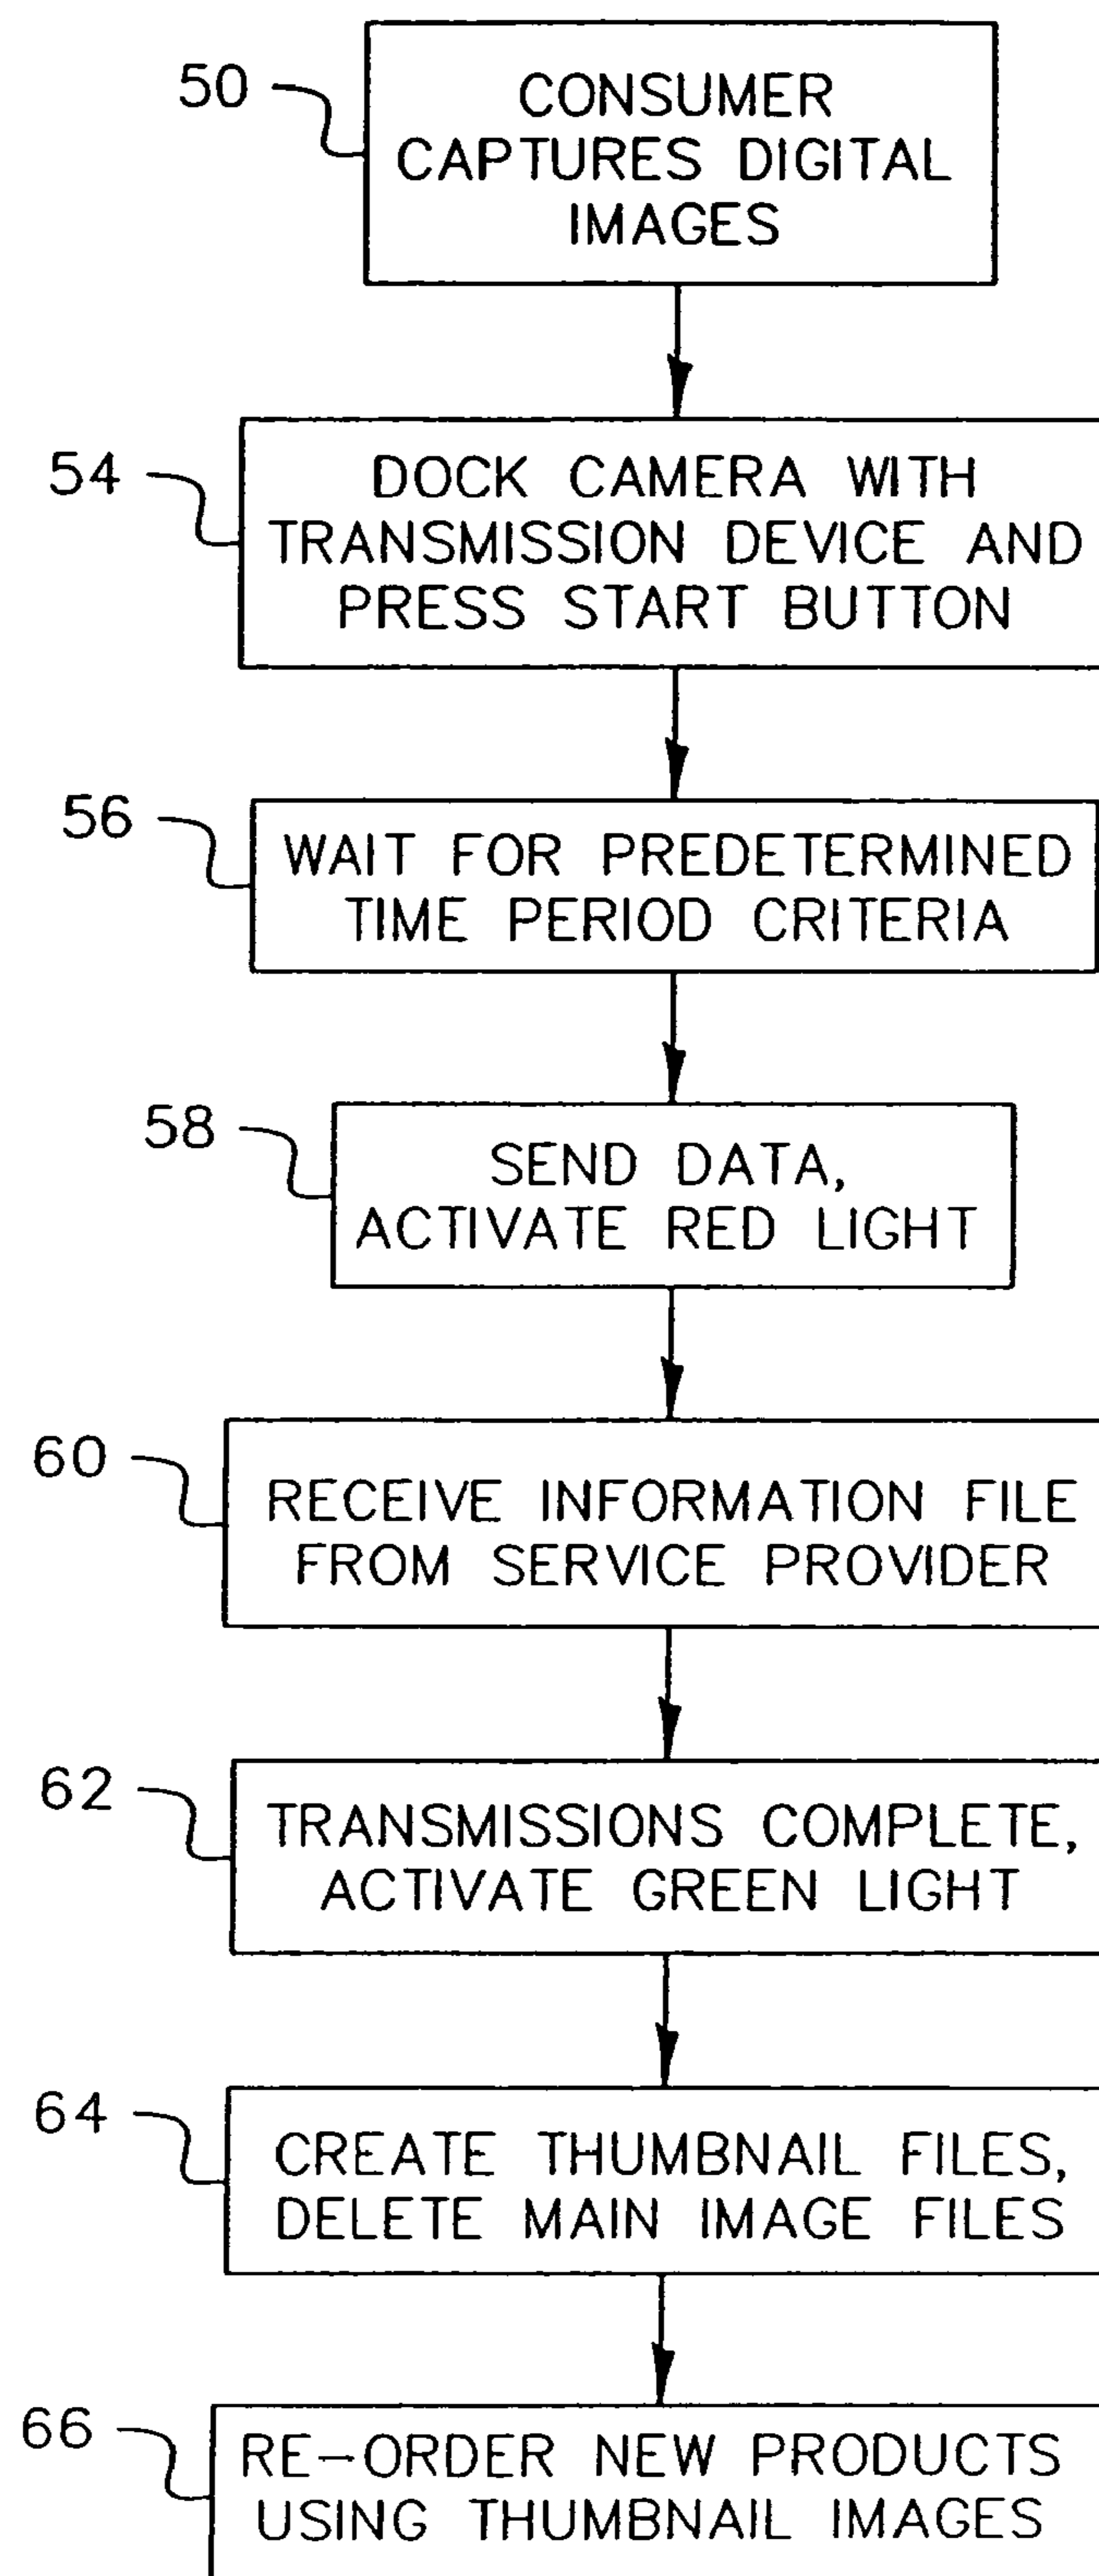 50
CONSUMER
CAPTURES DIGITAL
IMAGES
54
DOCK CAMERA WITH
TRANSMISSION DEVICE AND
PRESS START BUTTON
56
WAIT FOR PREDETERMINED
TIME PERIOD CRITERIA
58
SEND DATA,
ACTIVATE RED LIGHT
60
RECEIVE INFORMATION FILE
FROM SERVICE PROVIDER
62
TRANSMISSIONS COMPLETE,
ACTIVATE GREEN LIGHT
64
CREATE THUMBNAIL FILES,
DELETE MAIN IMAGE FILES
66
RE-ORDER NEW PRODUCTS
USING THUMBNAIL IMAGES